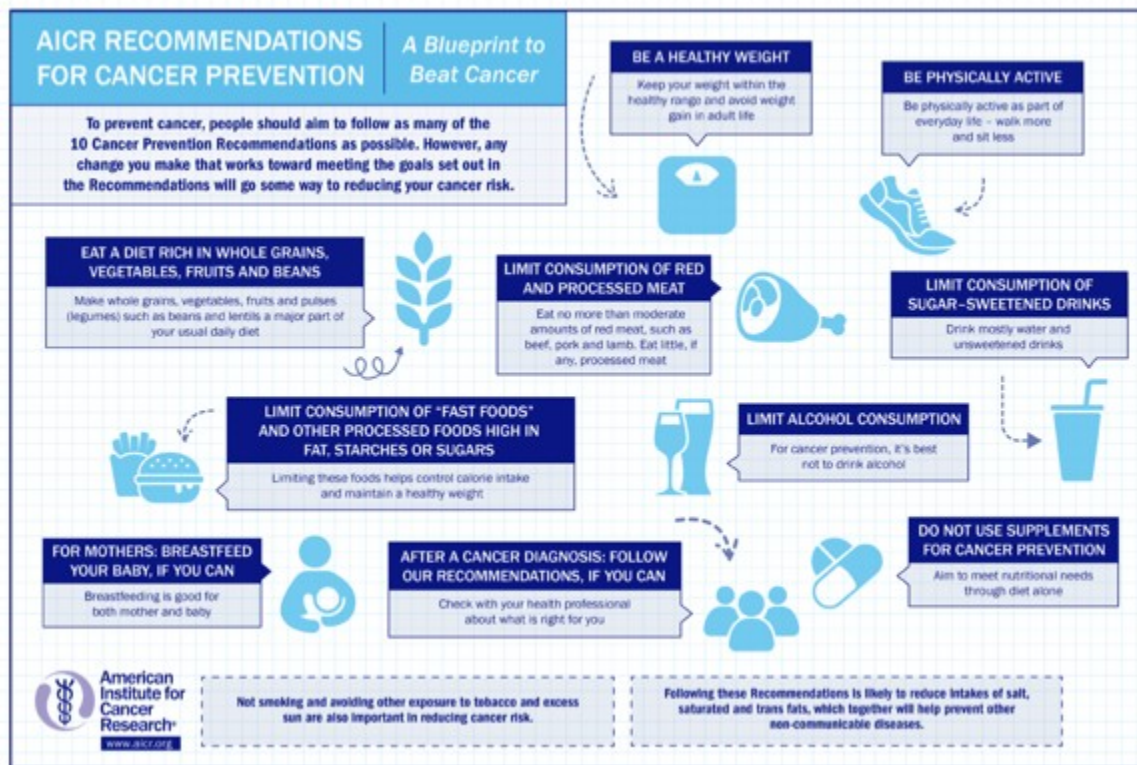 AICR RECOMMENDATIONS
FOR CANCER PREVENTION
A Blueprint to
Beat Cancer
To prevent cancer, people should aim to follow as many of the
10 Cancer Prevention Recommendations as possible. However, any
change you make that works toward meeting the goals set out in
the Recommendations will go some way to reducing your cancer risk.
BE A HEALTHY WEIGHT
Keep your weight within the
healthy range and avoid weight
gain in adult life
BE PHYSICALLY ACTIVE
Be physically active as part of
everyday life – walk more
and sit less
EAT A DIET RICH IN WHOLE GRAINS,
VEGETABLES, FRUITS AND BEANS
Make whole grains, vegetables, fruits and pulses
(legumes) such as beans and lentils a major part of
your usual daily diet
LIMIT CONSUMPTION OF RED
AND PROCESSED MEAT
Eat no more than moderate
amounts of red meat, such as
beef, pork and lamb. Eat little, if
any, processed meat
LIMIT CONSUMPTION OF
SUGAR–SWEETENED DRINKS
Drink mostly water and
unsweetened drinks
LIMIT CONSUMPTION OF “FAST FOODS”
AND OTHER PROCESSED FOODS HIGH IN
FAT, STARCHES OR SUGARS
Limiting these foods helps control calorie intake
and maintain a healthy weight
LIMIT ALCOHOL CONSUMPTION
For cancer prevention, it’s best
not to drink alcohol
FOR MOTHERS: BREASTFEED
YOUR BABY, IF YOU CAN
Breastfeeding is good for
both mother and baby
AFTER A CANCER DIAGNOSIS: FOLLOW
OUR RECOMMENDATIONS, IF YOU CAN
Check with your health professional
about what is right for you
DO NOT USE SUPPLEMENTS
FOR CANCER PREVENTION
Aim to meet nutritional needs
through diet alone
American
Institute for
Cancer
Research®
www.aicr.org
Not smoking and avoiding other exposure to tobacco and excess
sun are also important in reducing cancer risk.
Following these Recommendations is likely to reduce intakes of salt,
saturated and trans fats, which together will help prevent other
non-communicable diseases.